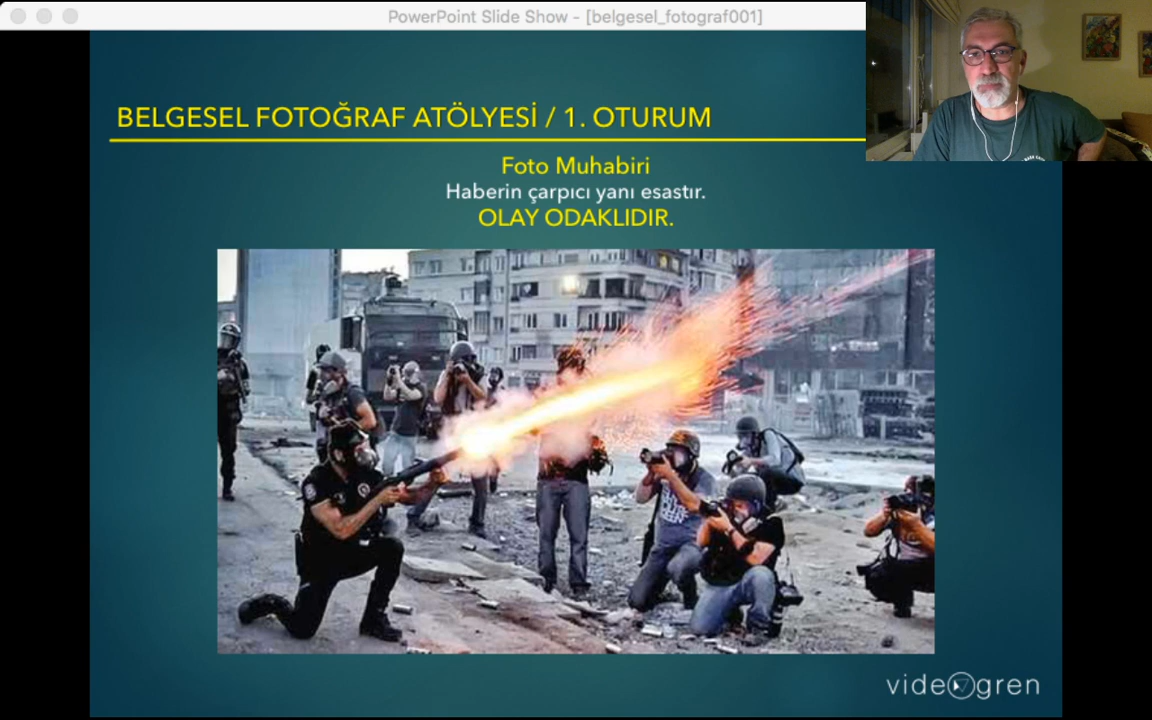 PowerPoint Slide Show - [belgesel_fotograf001]
BELGESEL FOTOĞRAF ATÖLYESİ / 1. OTURUM
Foto Muhabiri
Haberin çarpıcı yanı esastır.
OLAY ODAKLIDIR.
videogren